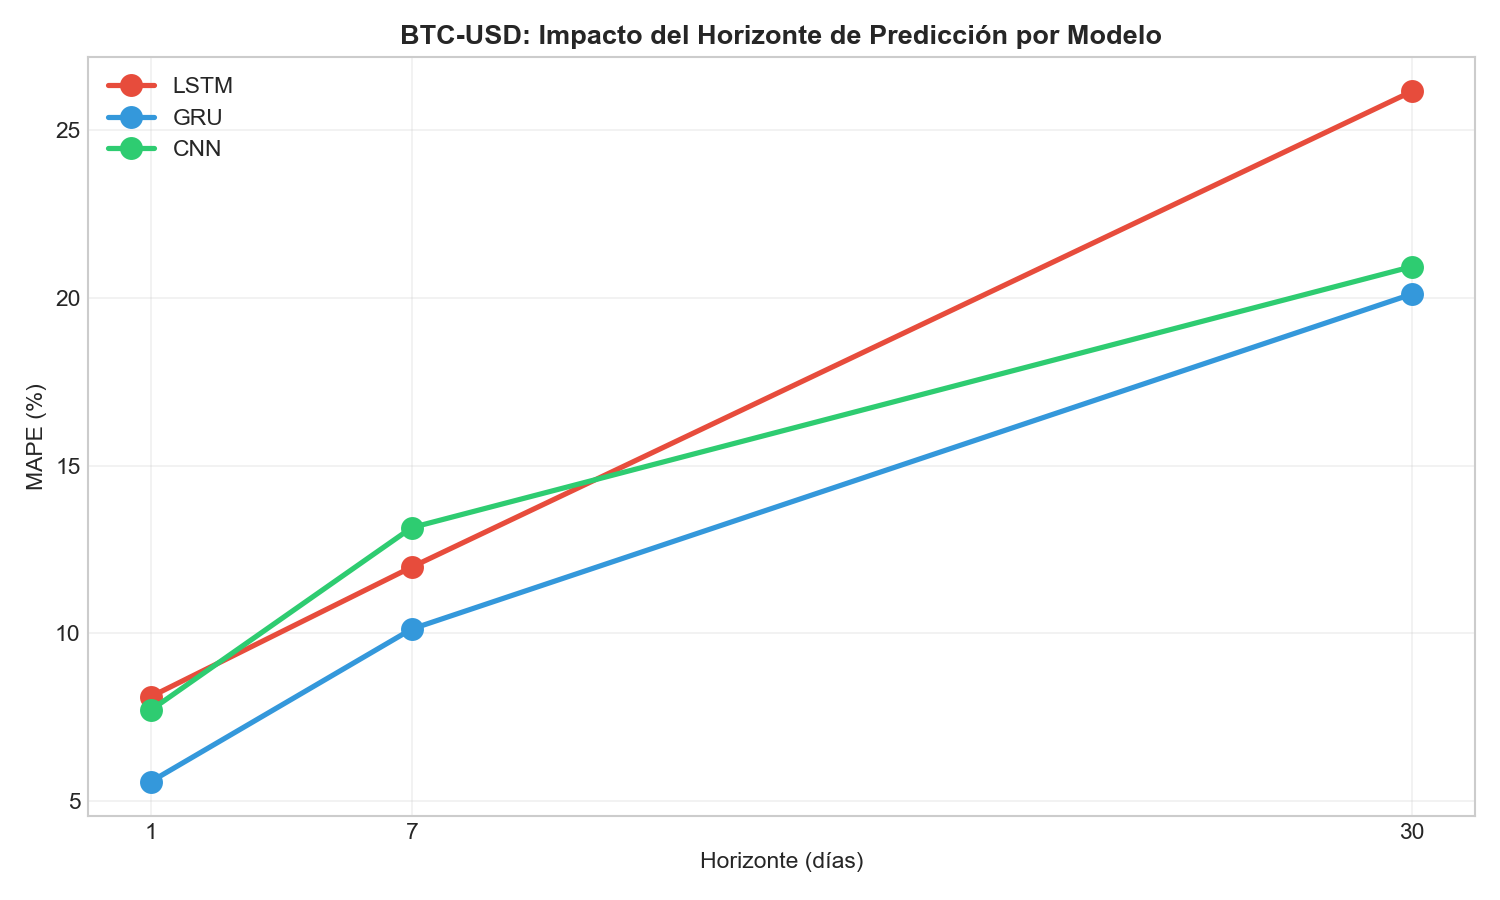 BTC-USD: Impacto del Horizonte de Predicción por Modelo
LSTM
GRU
CNN
25
20
15
10
5
MAPE (%)
1
7
30
Horizonte (días)